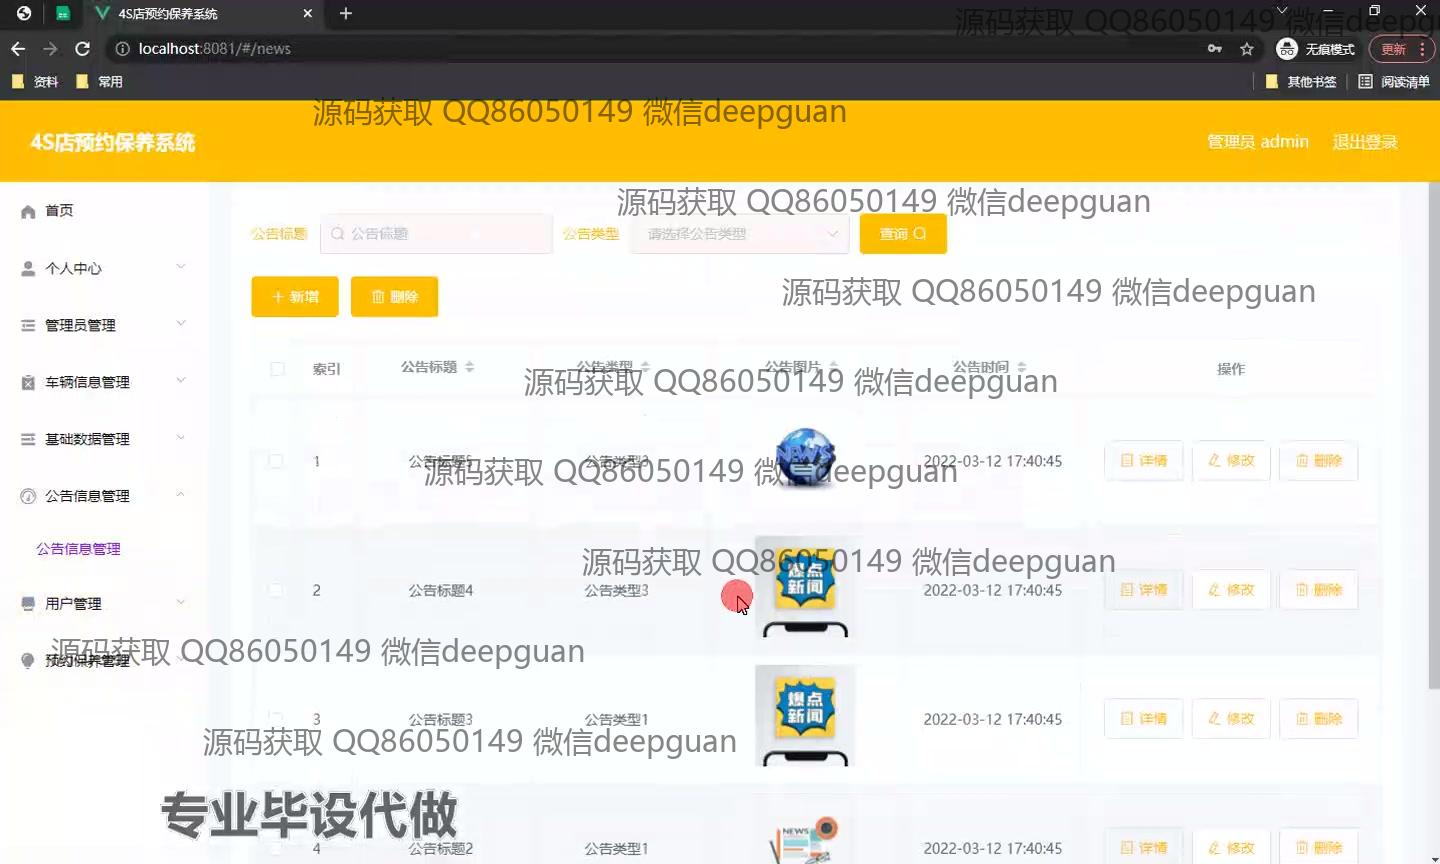 4S店预约保养系统
localhost:8081/#/news
无痕模式
更新
资料
常用
其他书签
阅读清单
源码获取 QQ86050149 微信deepguan
源码获取 QQ86050149 微信deepguan
4S店预约保养系统
管理员 admin
退出登录
源码获取 QQ86050149 微信deepguan
首页
个人中心
管理员管理
车辆信息管理
基础数据管理
公告信息管理
公告信息管理
用户管理
预约保养管理
公告标题
公告标题
公告类型
请选择公告类型
查询
源码获取 QQ86050149 微信deepguan
新增
删除
索引 公告标题 公告类型 公告图片 公告时间 操作
源码获取 QQ86050149 微信deepguan
1 公告标题5 公告类型3 NEWS 2022-03-12 17:40:45 详情 修改 删除
源码获取 QQ86050149 微信deepguan
源码获取 QQ86050149 微信deepguan
2 公告标题4 公告类型3 爆点新闻 2022-03-12 17:40:45 详情 修改 删除
源码获取 QQ86050149 微信deepguan
3 公告标题3 公告类型1 爆点新闻 2022-03-12 17:40:45 详情 修改 删除
源码获取 QQ86050149 微信deepguan
专业毕设代做
4 公告标题2 公告类型1 NEWS 2022-03-12 17:40:45 详情 修改 删除